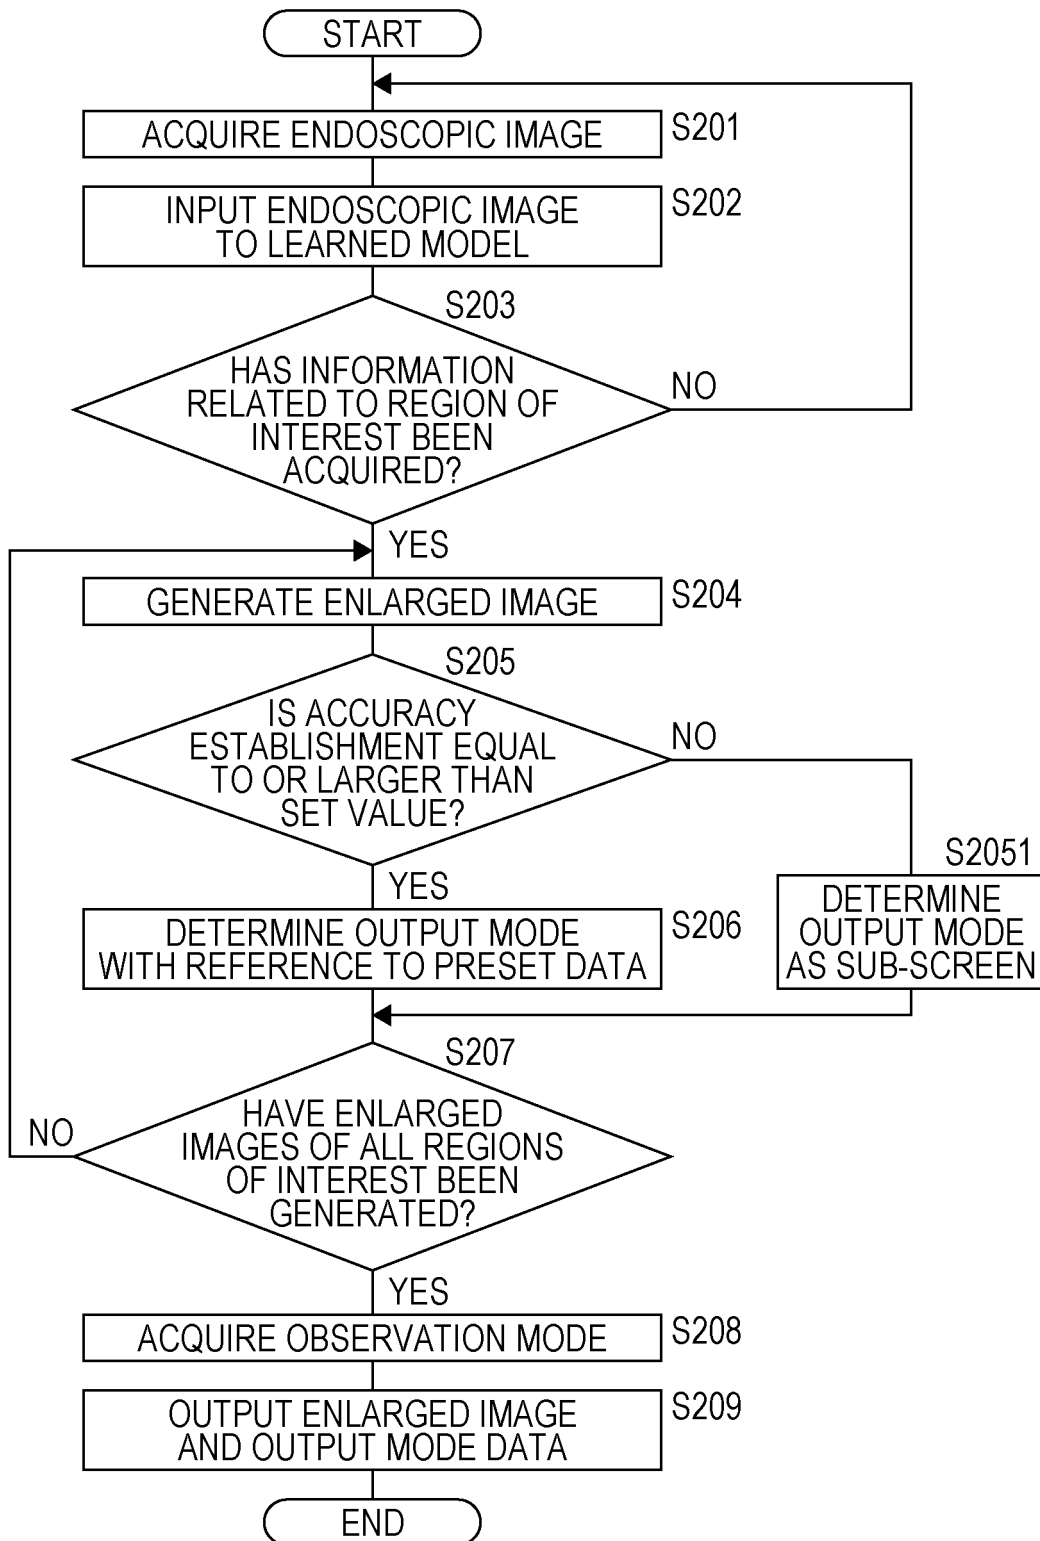 START
ACQUIRE ENDOSCOPIC IMAGE
S201
INPUT ENDOSCOPIC IMAGE
TO LEARNED MODEL
S202
S203
HAS INFORMATION
RELATED TO REGION OF
INTEREST BEEN
ACQUIRED?
NO
YES
GENERATE ENLARGED IMAGE
S204
S205
IS ACCURACY
ESTABLISHMENT EQUAL
TO OR LARGER THAN
SET VALUE?
NO
YES
S2051
DETERMINE
OUTPUT MODE
AS SUB-SCREEN
DETERMINE OUTPUT MODE
WITH REFERENCE TO PRESET DATA
S206
S207
HAVE ENLARGED
IMAGES OF ALL REGIONS
OF INTEREST BEEN
GENERATED?
NO
YES
ACQUIRE OBSERVATION MODE
S208
OUTPUT ENLARGED IMAGE
AND OUTPUT MODE DATA
S209
END